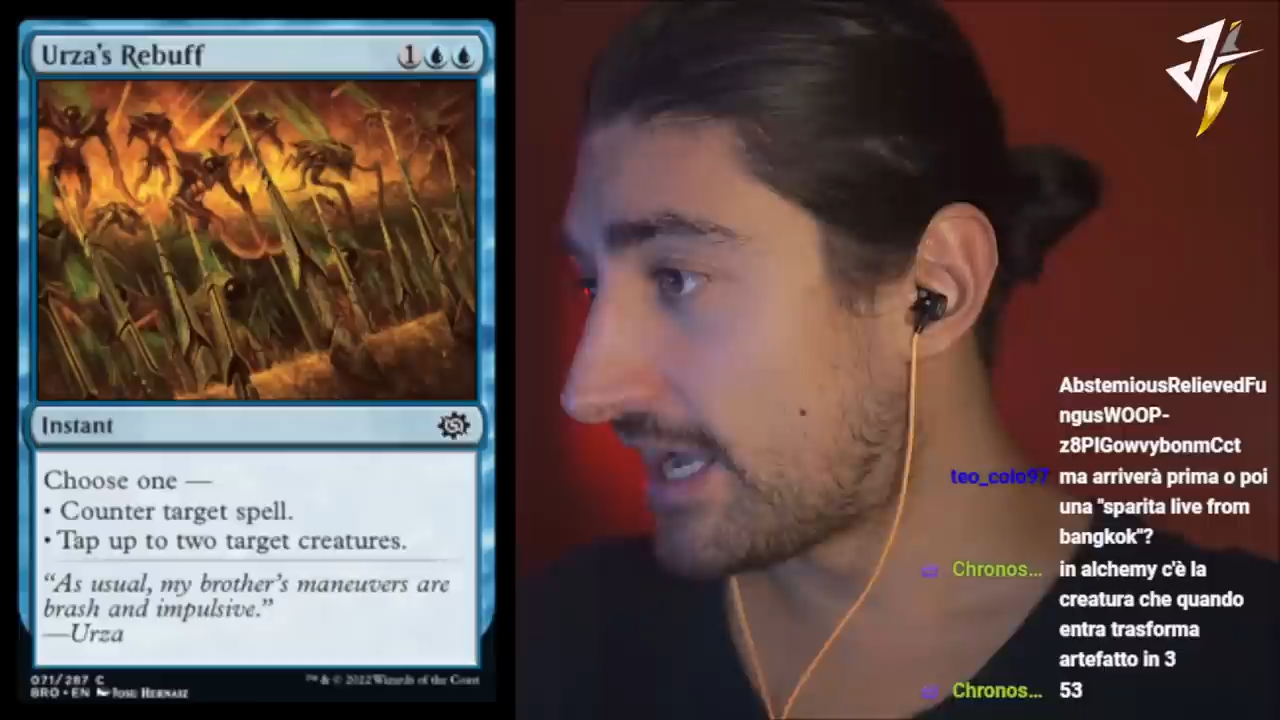 Urza's Rebuff
1
Instant
Choose one —
• Counter target spell.
• Tap up to two target creatures.
"As usual, my brother's maneuvers are
brash and impulsive."
—Urza
071/287 C
BRO • EN Jose Hernaiz
™ & © 2022 Wizards of the Coast
AbstemiousRelievedFu
ngusWOOP-
z8PlGowvybonmCct
teo_colo97 ma arriverà prima o poi
una "sparita live from
bangkok"?
Chronos... in alchemy c'è la
creatura che quando
entra trasforma
artefatto in 3
Chronos... 53